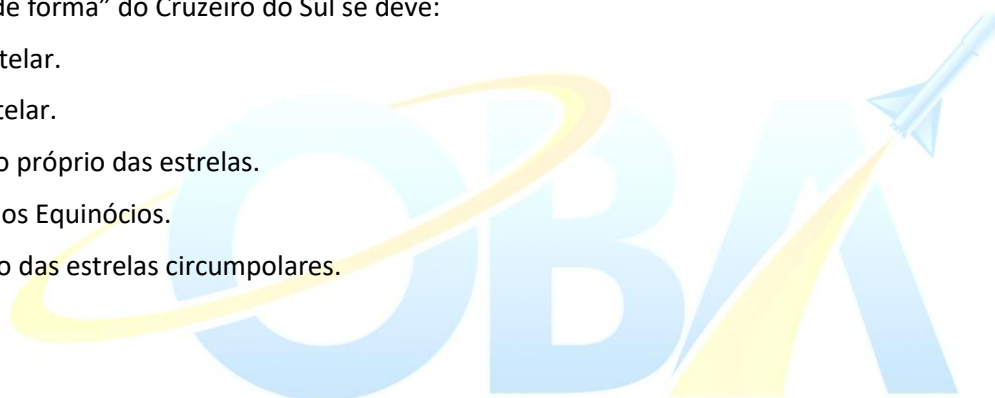 de forma” do Cruzeiro do Sul se deve:
telar.
telar.
o próprio das estrelas.
os Equinócios.
o das estrelas circumpolares.
OBA